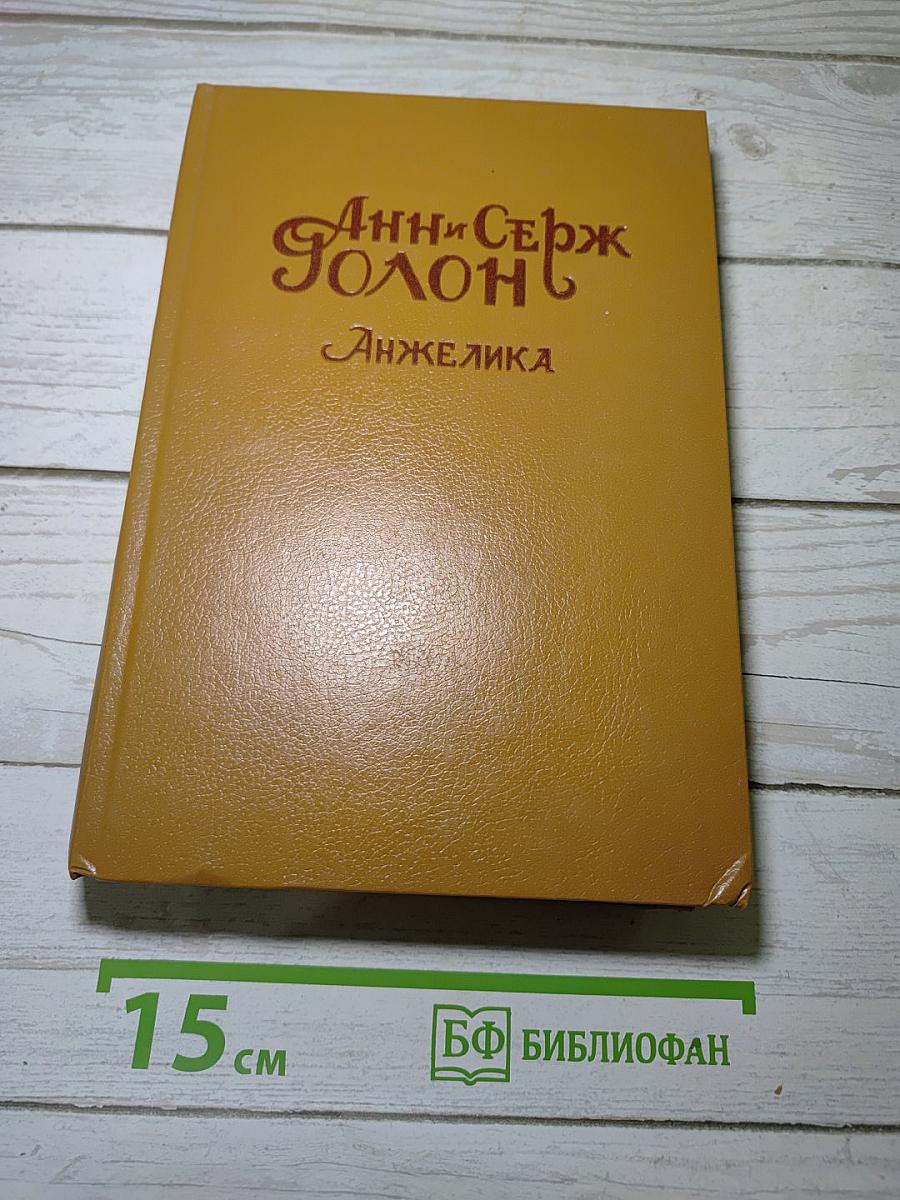 Анн и Серж
Голон
Анжелика
15 см
БФ БИБЛИОФАН